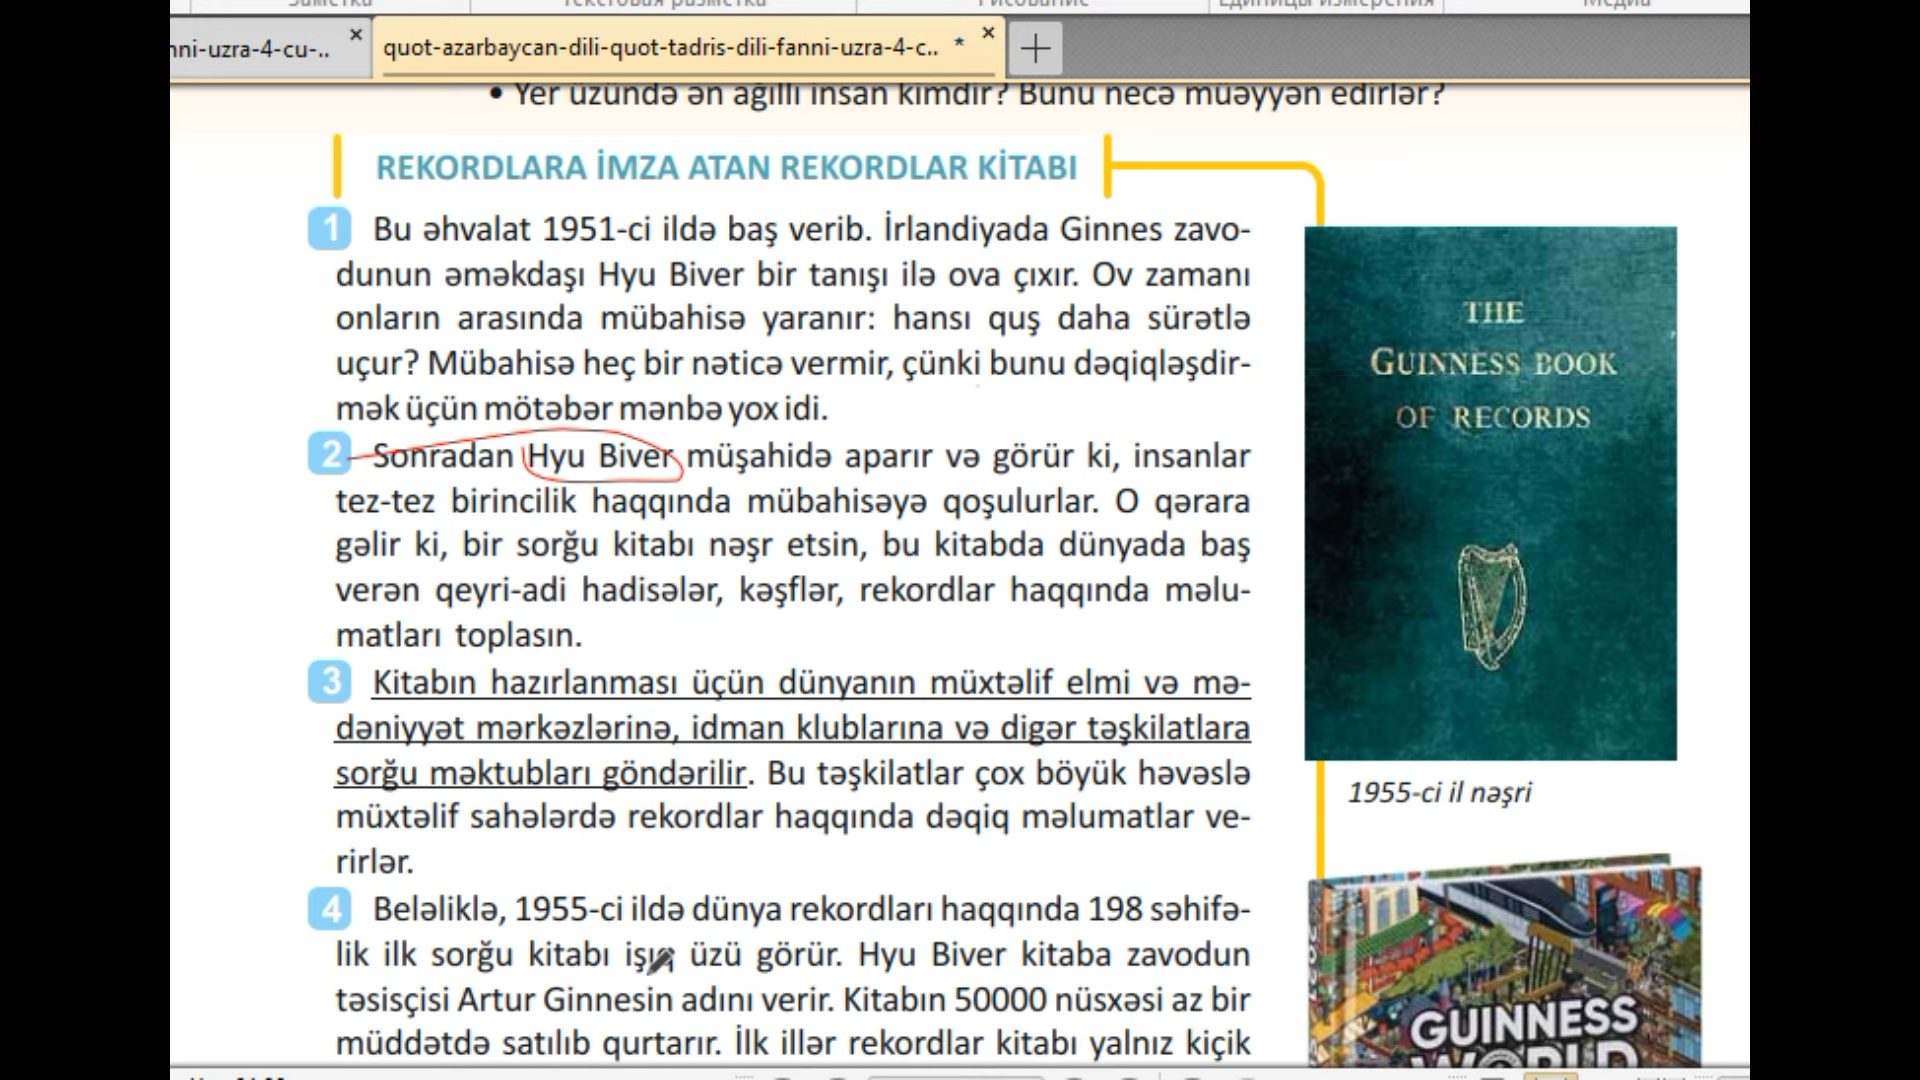 Заметка Текстовая разметка Рисование Единицы измерения Медиа
nni-uzra-4-cu-.. × quot-azarbaycan-dili-quot-tadris-dili-fanni-uzra-4-c.. * × +
• Yer üzündə ən ağıllı insan kimdir? Bunu necə müəyyən edirlər?
REKORDLARA İMZA ATAN REKORDLAR KİTABI
1 Bu əhvalat 1951-ci ildə baş verib. İrlandiyada Ginnes zavo-
dunun əməkdaşı Hyu Biver bir tanışı ilə ova çıxır. Ov zamanı
onların arasında mübahisə yaranır: hansı quş daha sürətlə
uçur? Mübahisə heç bir nəticə vermir, çünki bunu dəqiqləşdir-
mək üçün mötəbər mənbə yox idi.
2 Sonradan Hyu Biver müşahidə aparır və görür ki, insanlar
tez-tez birincilik haqqında mübahisəyə qoşulurlar. O qərara
gəlir ki, bir sorğu kitabı nəşr etsin, bu kitabda dünyada baş
verən qeyri-adi hadisələr, kəşflər, rekordlar haqqında məlu-
matları toplasın.
3 Kitabın hazırlanması üçün dünyanın müxtəlif elmi və mə-
dəniyyət mərkəzlərinə, idman klublarına və digər təşkilatlara
sorğu məktubları göndərilir. Bu təşkilatlar çox böyük həvəslə
müxtəlif sahələrdə rekordlar haqqında dəqiq məlumatlar ve-
rirlər.
4 Beləliklə, 1955-ci ildə dünya rekordları haqqında 198 səhifə-
lik ilk sorğu kitabı işıq üzü görür. Hyu Biver kitaba zavodun
təsisçisi Artur Ginnesin adını verir. Kitabın 50000 nüsxəsi az bir
müddətdə satılıb qurtarır. İlk illər rekordlar kitabı yalnız kiçik
THE
GUINNESS BOOK
OF RECORDS
1955-ci il nəşri
GUINNESS
WORLD